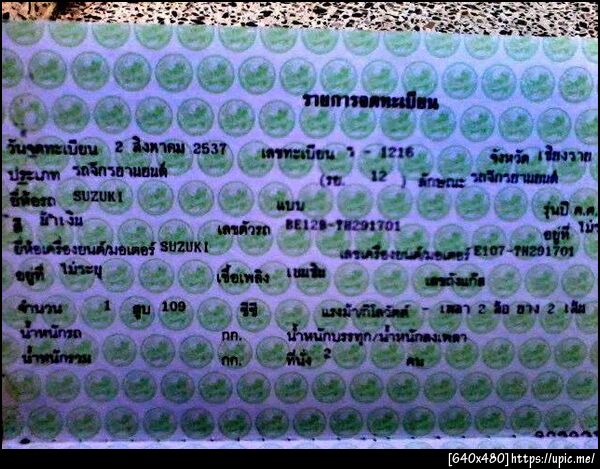 รายการจดทะเบียน
วันจดทะเบียน 2 สิงหาคม 2537 เลขทะเบียน - 1216 จังหวัด เชียงราย
ประเภท รถจักรยานยนต์ (รย. 12 ) ลักษณะ รถจักรยานยนต์
ยี่ห้อรถ SUZUKI แบบ รุ่นปี ค.ศ.
สี น้ำเงิน เลขตัวรถ BE12B-TH291701 อยู่ที่
ยี่ห้อเครื่องยนต์/มอเตอร์ SUZUKI เลขเครื่องยนต์/มอเตอร์ E107-TH291701
อยู่ที่ ไม่ระบุ เชื้อเพลิง เบนซิน เลขถังแก๊ส
จำนวน 1 สูบ 109 ซีซี แรงม้า/กิโลวัตต์ - เพลา 2 ล้อ ยาง 2 เส้น
น้ำหนักรถ กก. น้ำหนักบรรทุก/น้ำหนักลงเพลา
น้ำหนักรวม กก. ที่นั่ง 2 คน
[640x480]https://upic.me/